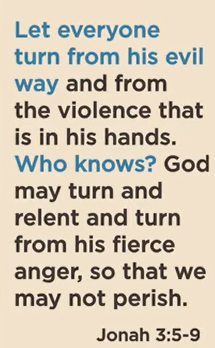 Let everyone
turn from his evil
way and from
the violence that
is in his hands.
Who knows? God
may turn and
relent and turn
from his fierce
anger, so that we
may not perish.
Jonah 3:5-9